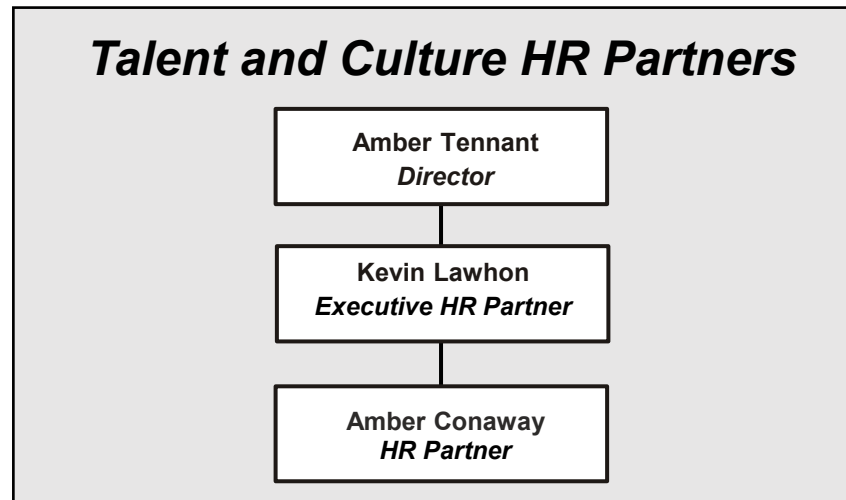 Talent and Culture HR Partners
Amber Tennant
Director
Kevin Lawhon
Executive HR Partner
Amber Conaway
HR Partner